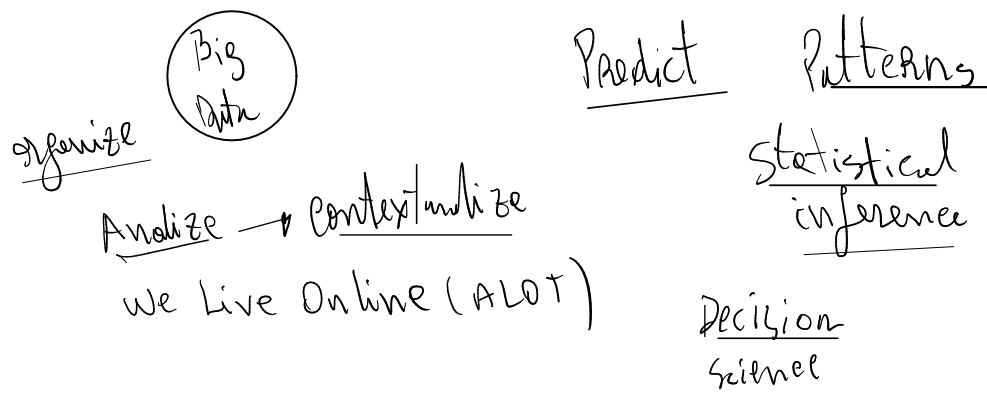 Big
Data
organize
Analize → Contextualize
We Live Online (ALOT)
Predict
Patterns
Statistical
inference
Decision
science